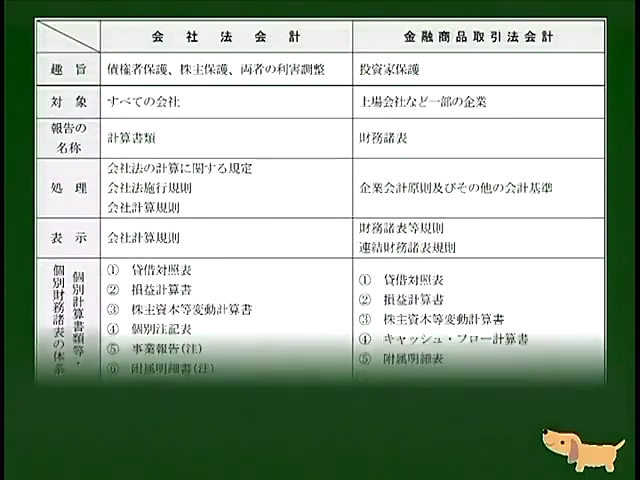 会社法会計
金融商品取引法会計
趣旨
債権者保護、株主保護、両者の利害調整
投資家保護
対象
すべての会社
上場会社など一部の企業
報告の
名称
計算書類
財務諸表
処理
会社法の計算に関する規定
会社法施行規則
会社計算規則
企業会計原則及びその他の会計基準
表示
会社計算規則
財務諸表等規則
連結財務諸表規則
個別計算書類等・
個別財務諸表の体系
① 貸借対照表
② 損益計算書
③ 株主資本等変動計算書
④ 個別注記表
⑤ 事業報告(注)
⑥ 附属明細書(注)
① 貸借対照表
② 損益計算書
③ 株主資本等変動計算書
④ キャッシュ・フロー計算書
⑤ 附属明細表